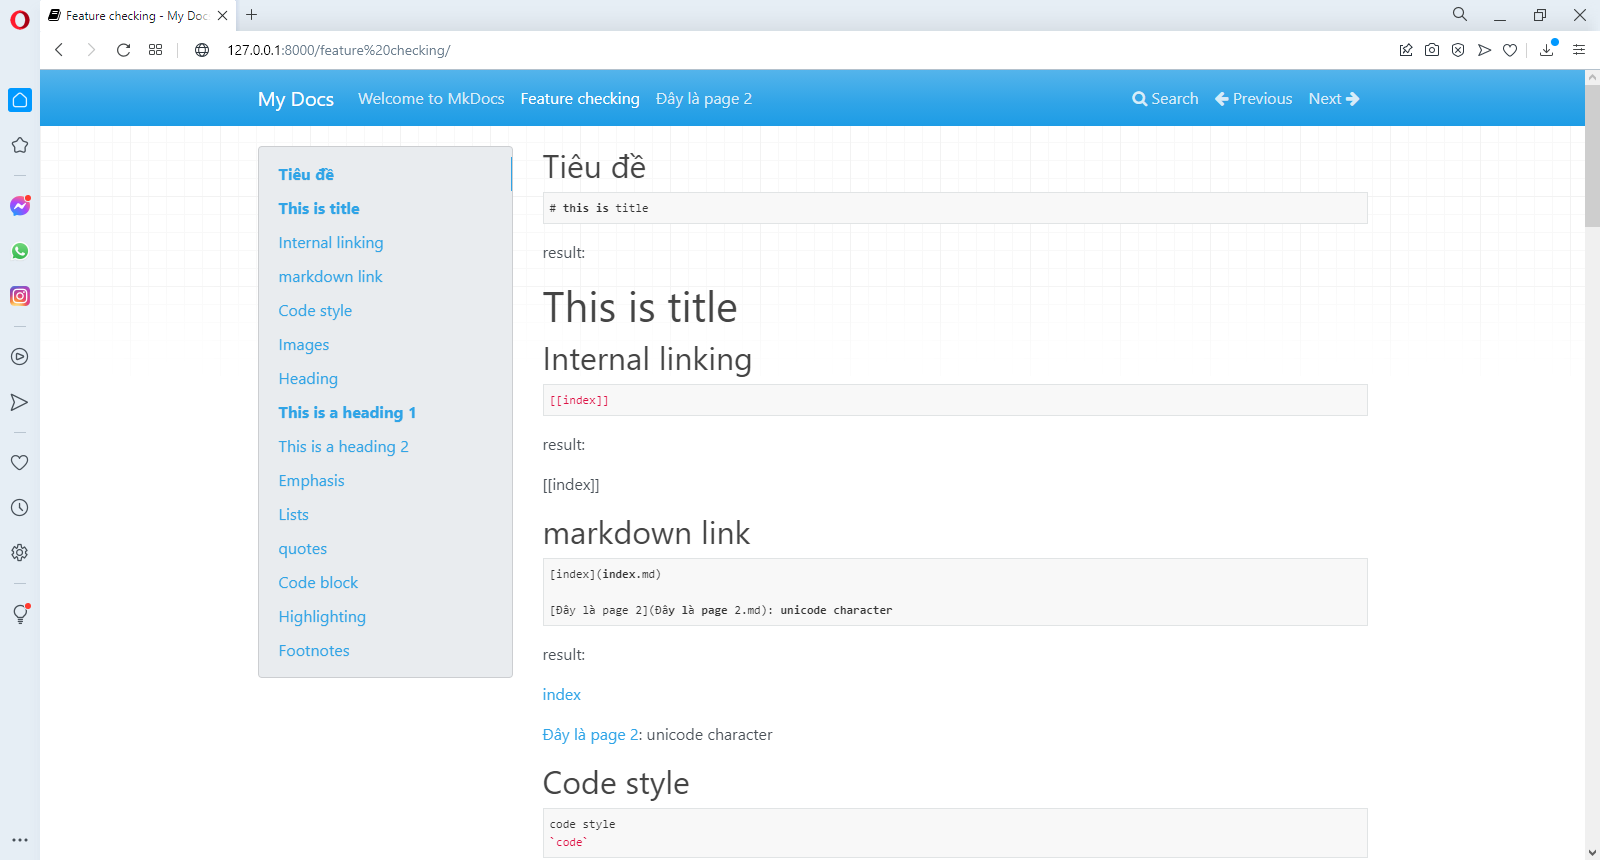 Feature checking - My Doc
127.0.0.1:8000/feature%20checking/
My Docs Welcome to MkDocs Feature checking Đây là page 2 Search Previous Next
Tiêu đề
This is title
Internal linking
markdown link
Code style
Images
Heading
This is a heading 1
This is a heading 2
Emphasis
Lists
quotes
Code block
Highlighting
Footnotes
Tiêu đề
# this is title
result:
This is title
Internal linking
[[index]]
result:
[[index]]
markdown link
[index](index.md)
[Đây là page 2](Đây là page 2.md): unicode character
result:
index
Đây là page 2: unicode character
Code style
code style
`code`